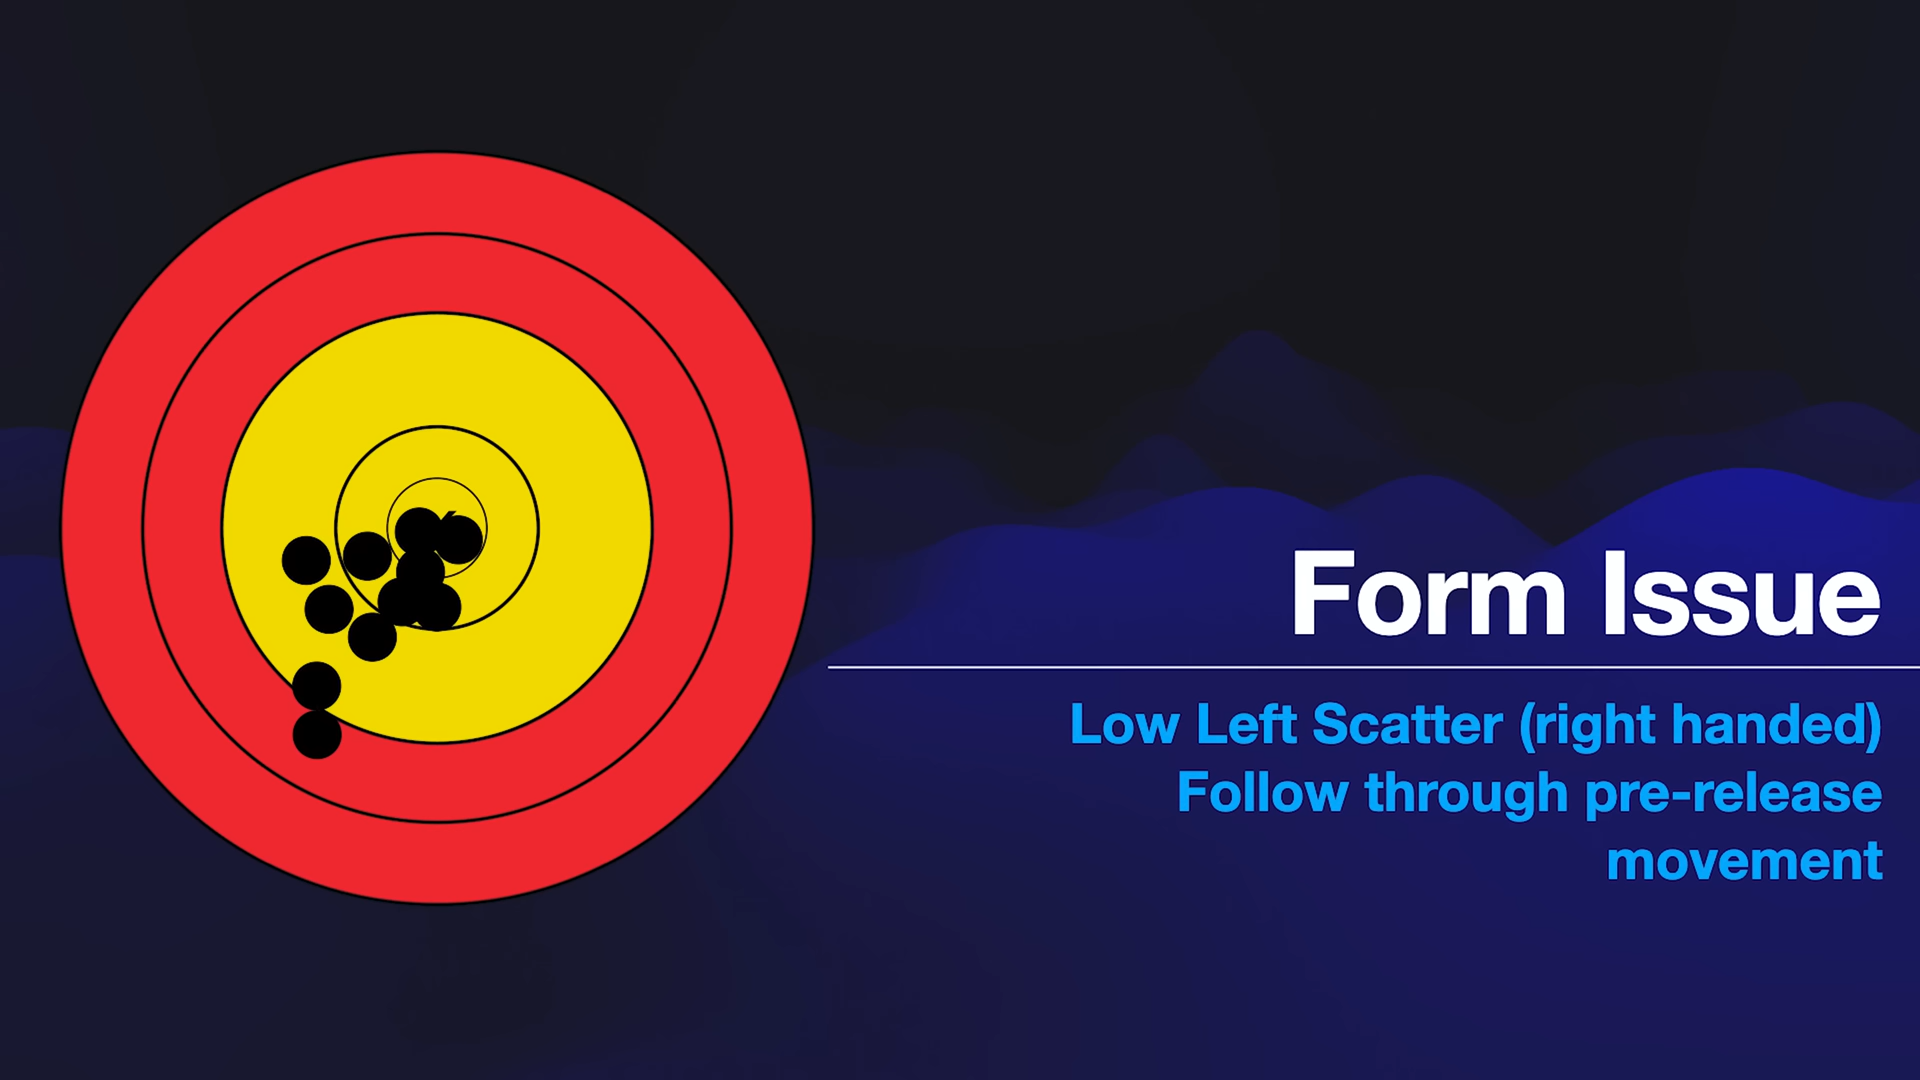 Form Issue
Low Left Scatter (right handed)
Follow through pre-release
movement